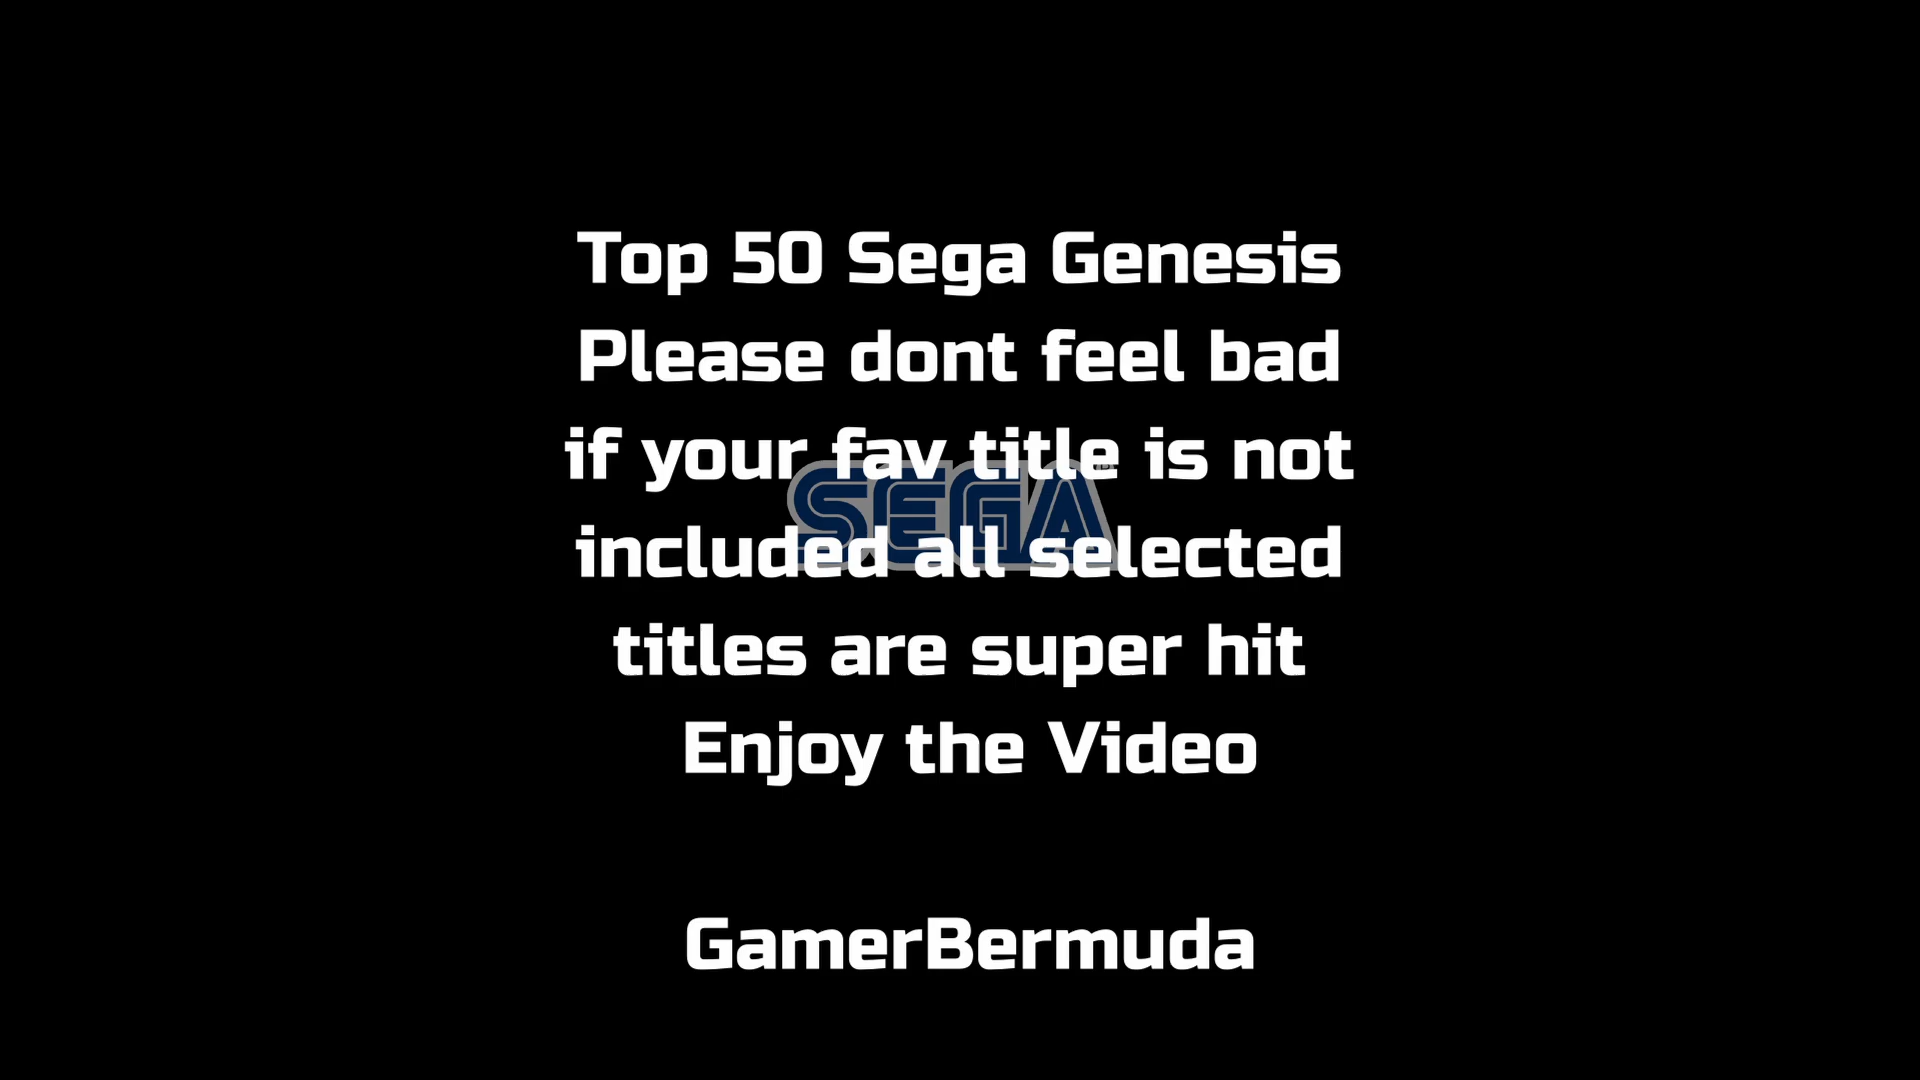 Top 50 Sega Genesis
Please dont feel bad
if your fav title is not
SEGA
included all selected
titles are super hit
Enjoy the Video
GamerBermuda